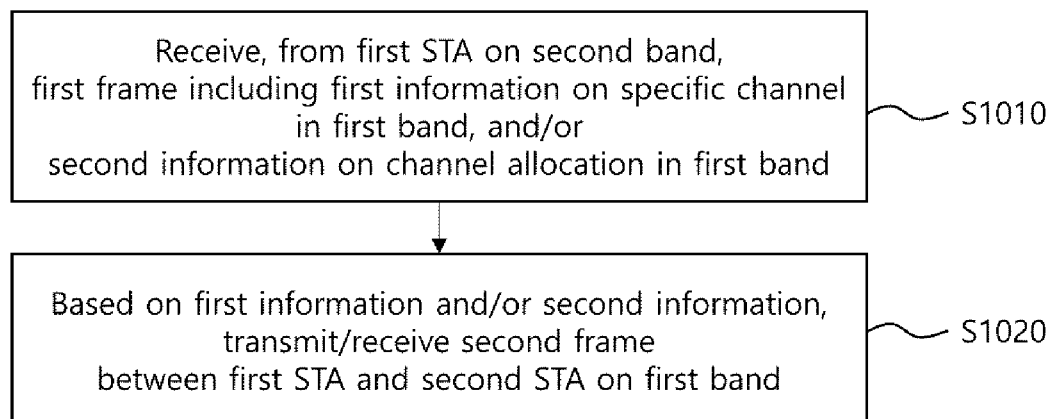 Receive, from first STA on second band,
first frame including first information on specific channel
in first band, and/or
second information on channel allocation in first band
S1010
Based on first information and/or second information,
transmit/receive second frame
between first STA and second STA on first band
S1020